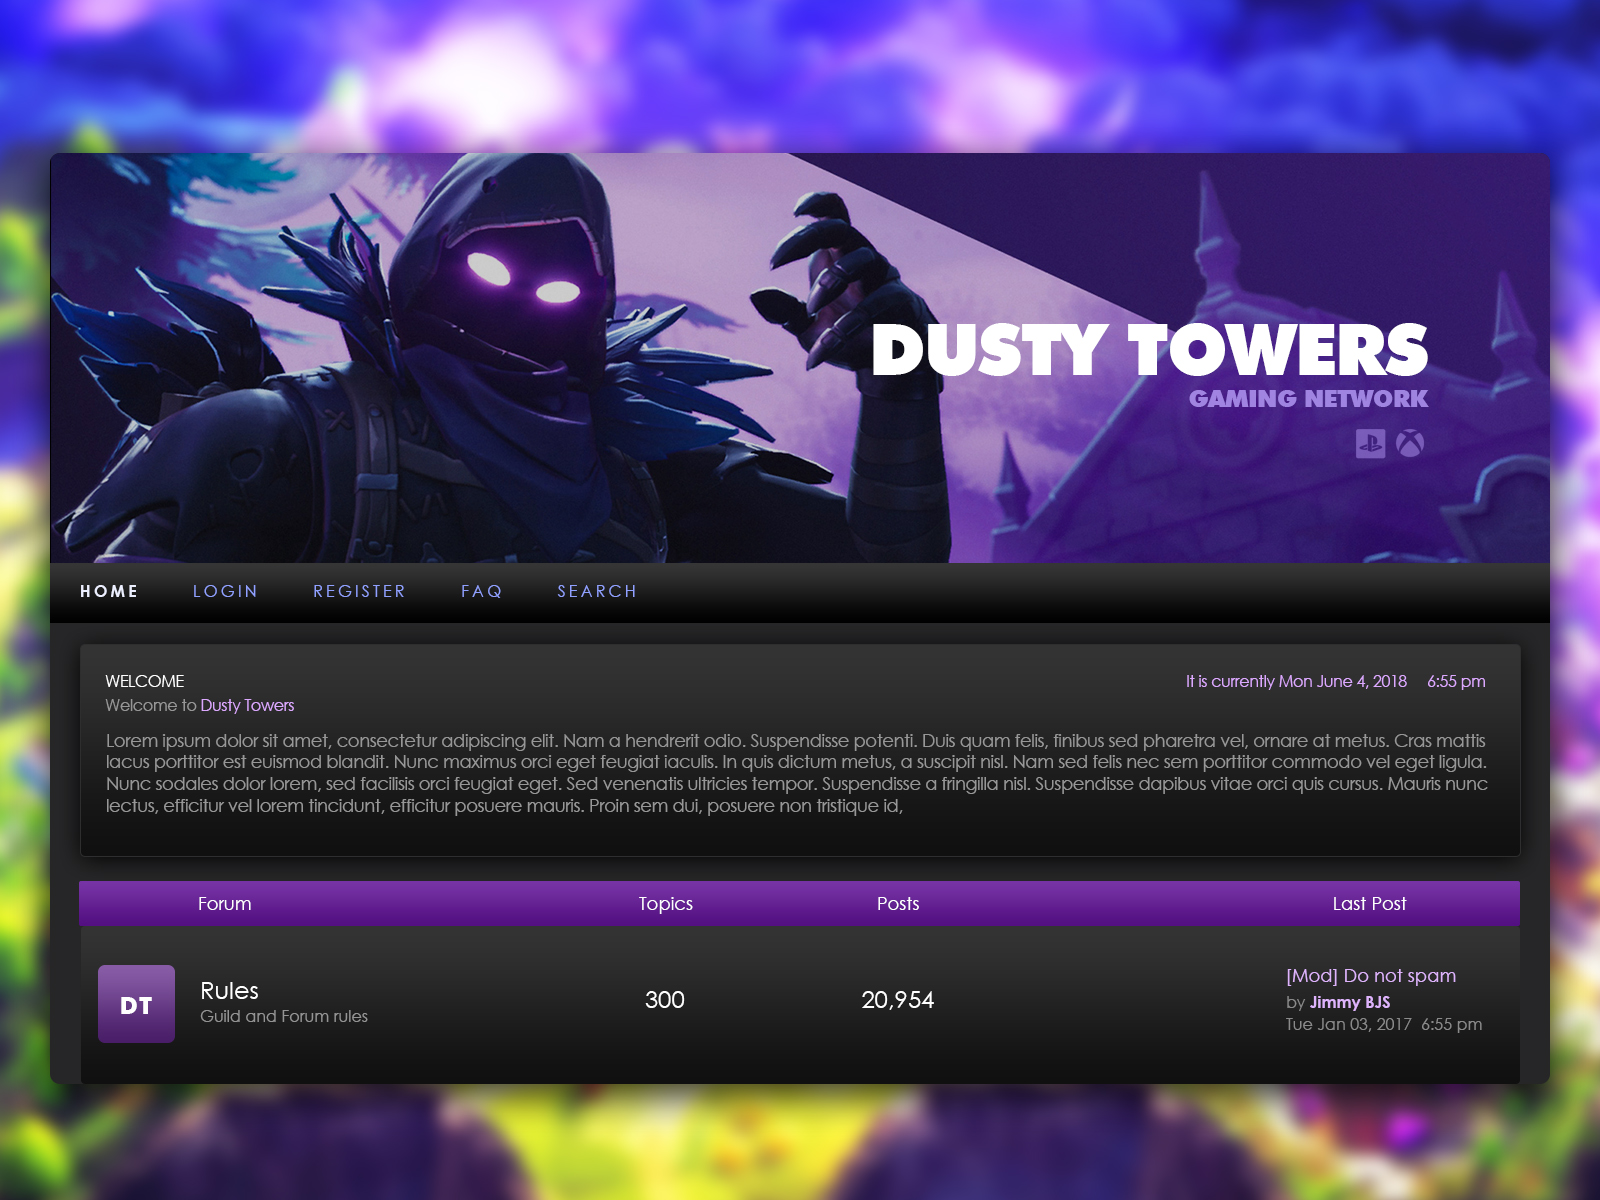 DUSTY TOWERS
GAMING NETWORK
HOME LOGIN REGISTER FAQ SEARCH
WELCOME It is currently Mon June 4, 2018 6:55 pm
Welcome to Dusty Towers
Lorem ipsum dolor sit amet, consectetur adipiscing elit. Nam a hendrerit odio. Suspendisse potenti. Duis quam felis, finibus sed pharetra vel, ornare at metus. Cras mattis
lacus porttitor est euismod blandit. Nunc maximus orci eget feugiat iaculis. In quis dictum metus, a suscipit nisl. Nam sed felis nec sem porttitor commodo vel eget ligula.
Nunc sodales dolor lorem, sed facilisis orci feugiat eget. Sed venenatis ultricies tempor. Suspendisse a fringilla nisl. Suspendisse dapibus vitae orci quis cursus. Mauris nunc
lectus, efficitur vel lorem tincidunt, efficitur posuere mauris. Proin sem dui, posuere non tristique id,
Forum Topics Posts Last Post
DT
Rules
Guild and Forum rules
300
20,954
[Mod] Do not spam
by Jimmy BJS
Tue Jan 03, 2017 6:55 pm